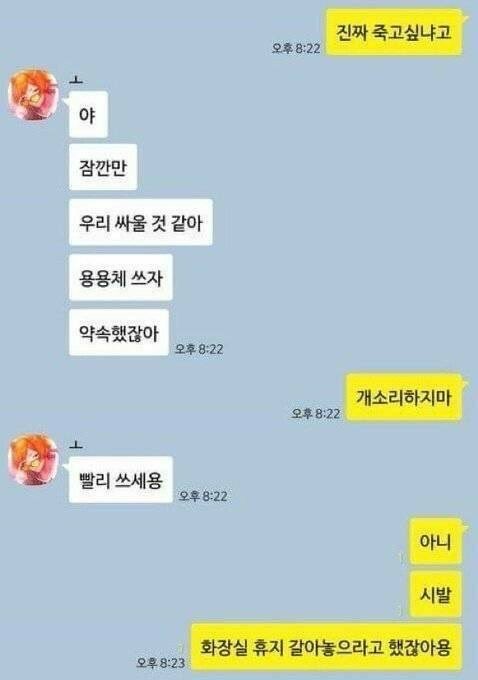 진짜 죽고싶냐고
오후 8:22
ㅗ
야
잠깐만
우리 싸울 것 같아
용용체 쓰자
약속했잖아
오후 8:22
개소리하지마
오후 8:22
ㅗ
빨리 쓰세용
오후 8:22
아니
1
시발
1
화장실 휴지 갈아놓으라고 했잖아용
1
오후 8:23